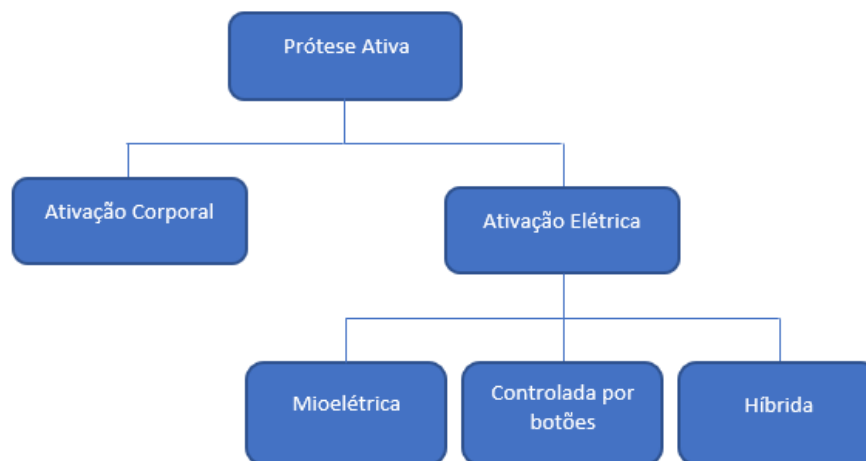 Prótese Ativa
Ativação Corporal
Ativação Elétrica
Mioelétrica
Controlada por
botões
Híbrida